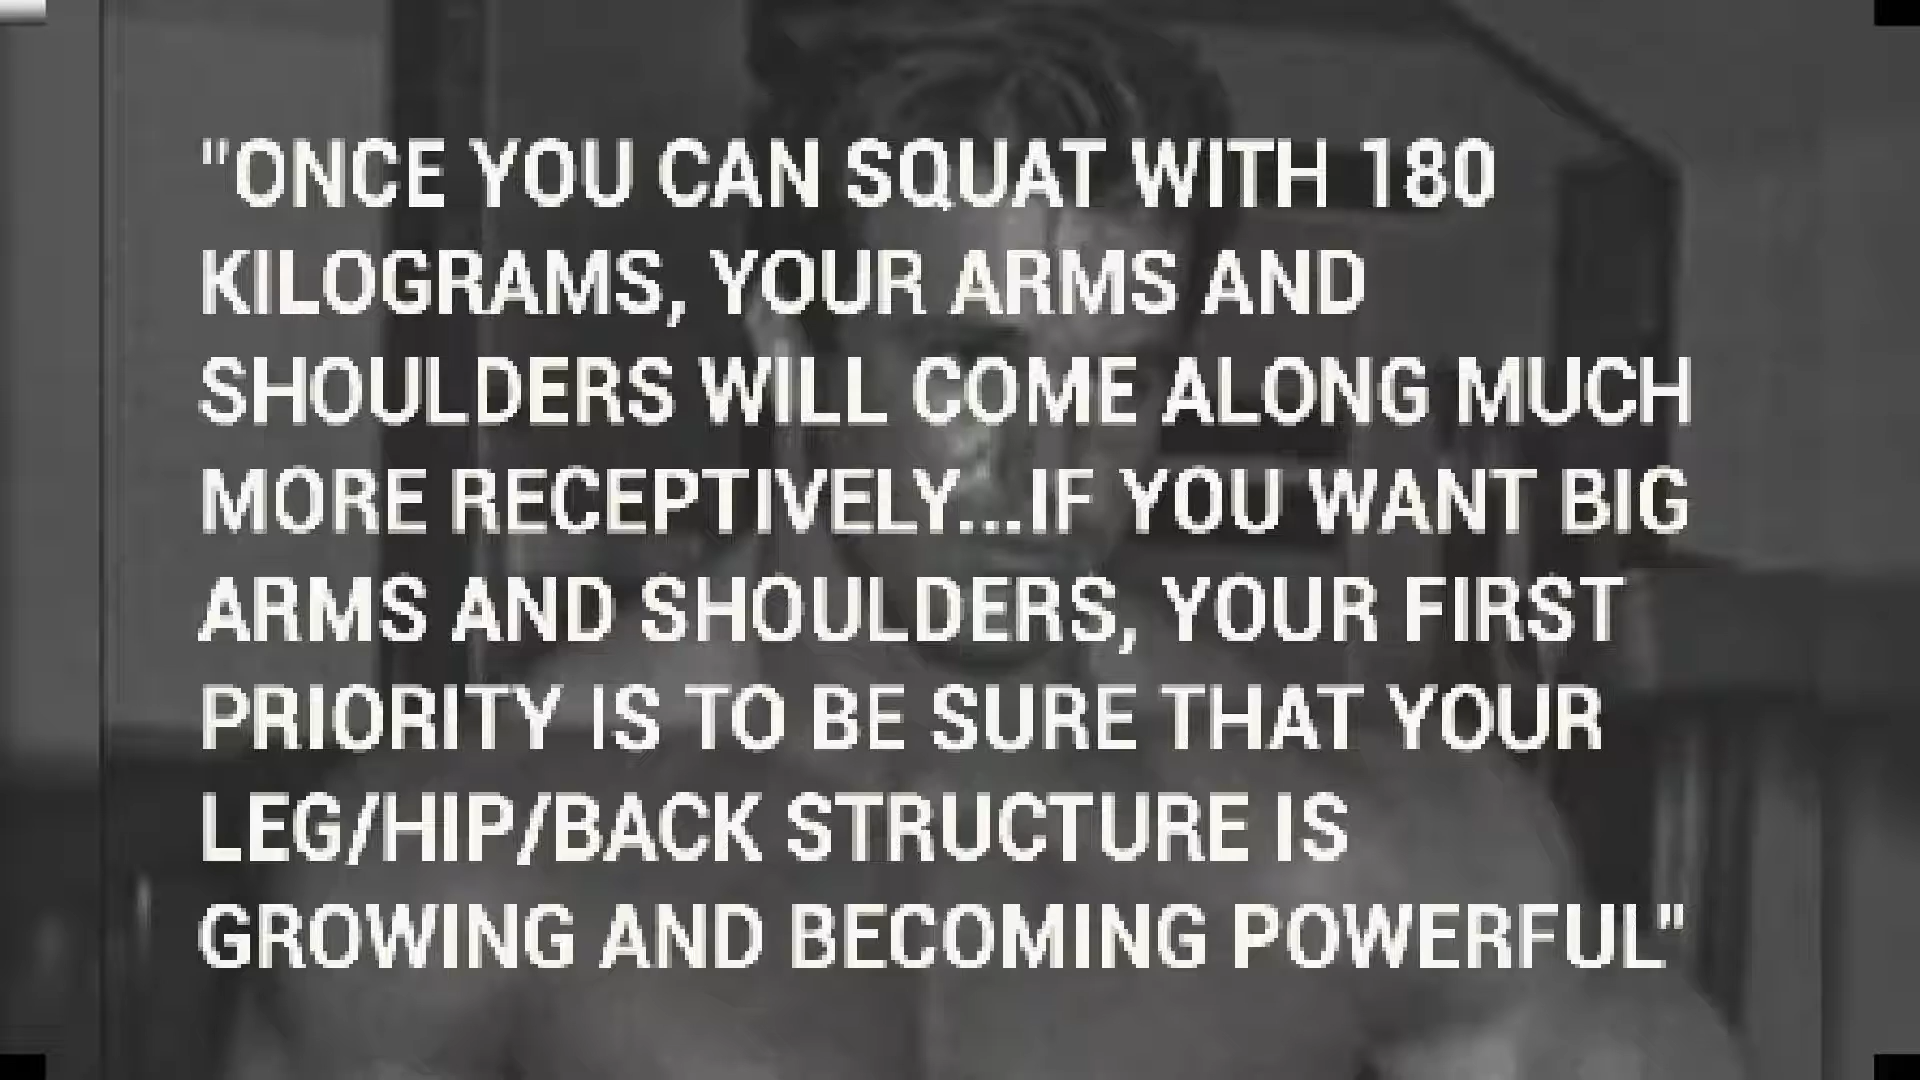 "ONCE YOU CAN SQUAT WITH 180
KILOGRAMS, YOUR ARMS AND
SHOULDERS WILL COME ALONG MUCH
MORE RECEPTIVELY...IF YOU WANT BIG
ARMS AND SHOULDERS, YOUR FIRST
PRIORITY IS TO BE SURE THAT YOUR
LEG/HIP/BACK STRUCTURE IS
GROWING AND BECOMING POWERFUL"